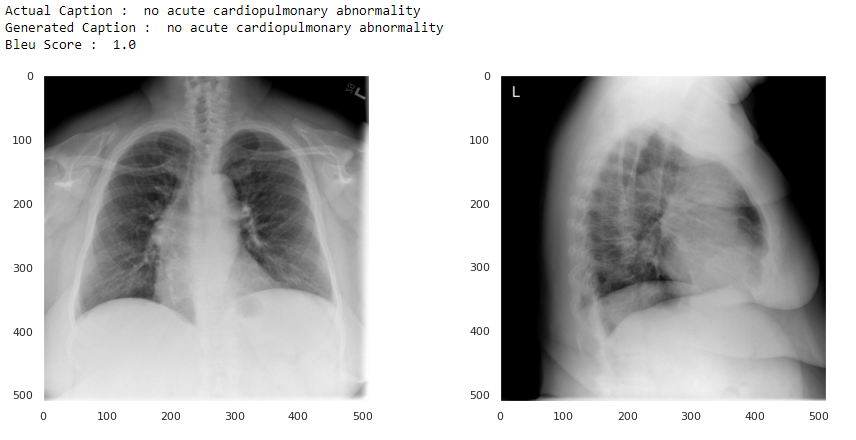 Actual Caption :  no acute cardiopulmonary abnormality
Generated Caption :  no acute cardiopulmonary abnormality
Bleu Score :  1.0
0
100
200
300
400
500
0 100 200 300 400 500
L
0
100
200
300
400
500
L
0 100 200 300 400 500